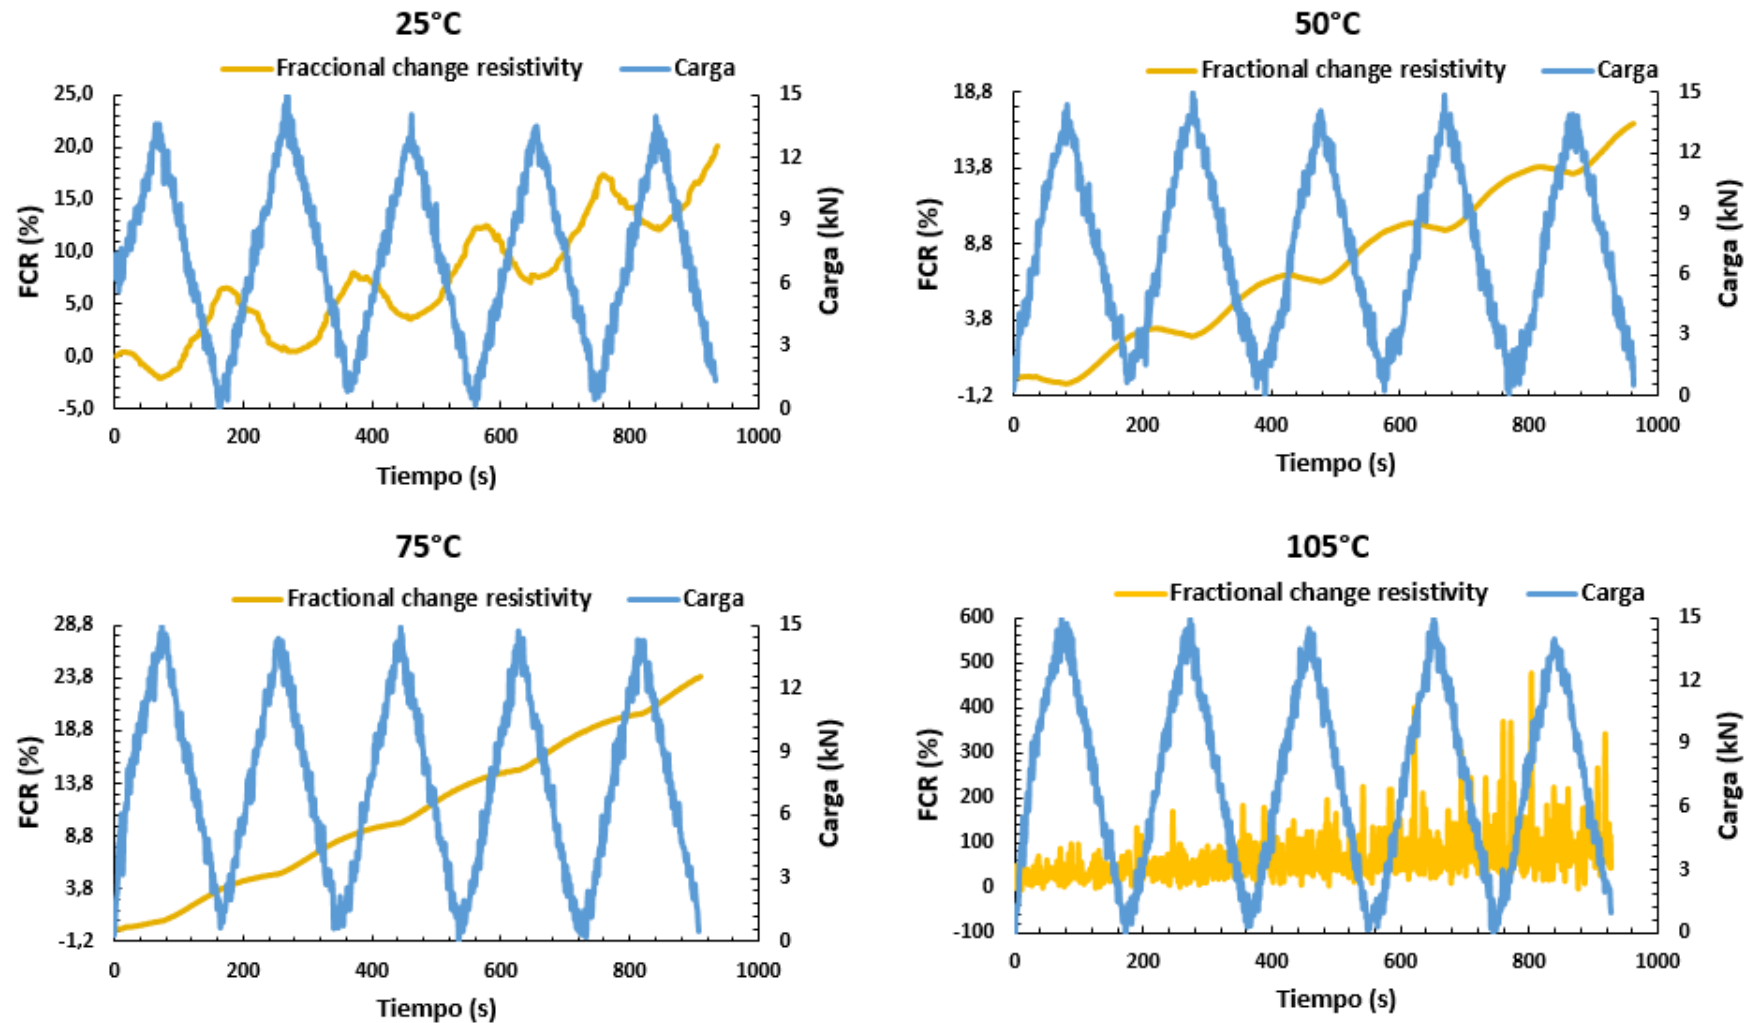 25°C
Fraccional change resistivity Carga
25,0
20,0
15,0
10,0
5,0
0,0
-5,0
FCR (%)
15
12
9
6
3
0
Carga (kN)
0 200 400 600 800 1000
Tiempo (s)
50°C
Fractional change resistivity Carga
18,8
13,8
8,8
3,8
-1,2
FCR (%)
15
12
9
6
3
0
Carga (kN)
0 200 400 600 800 1000
Tiempo (s)
75°C
Fractional change resistivity Carga
28,8
23,8
18,8
13,8
8,8
3,8
-1,2
FCR (%)
15
12
9
6
3
0
Carga (kN)
0 200 400 600 800 1000
Tiempo (s)
105°C
Fractional change resistivity Carga
600
500
400
300
200
100
0
-100
FCR (%)
15
12
9
6
3
0
Carga (kN)
0 200 400 600 800 1000
Tiempo (s)